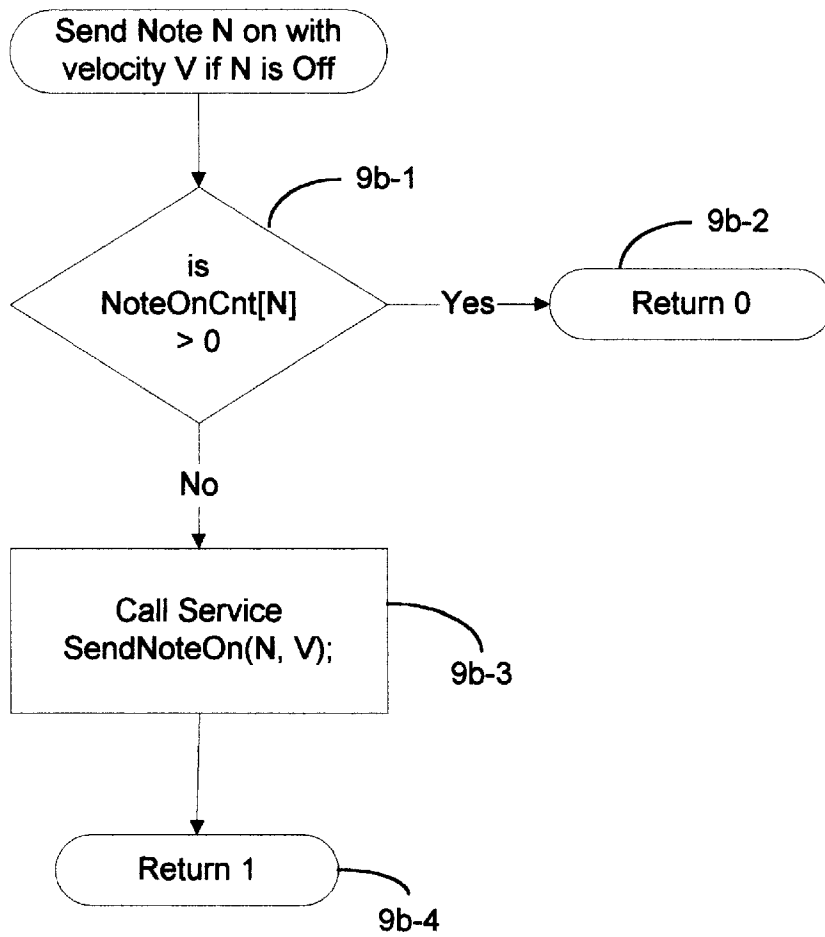 Send Note N on with
velocity V if N is Off
9b-1
is
NoteOnCnt[N]
> 0
Yes
9b-2
Return 0
No
Call Service
SendNoteOn(N, V);
9b-3
Return 1
9b-4